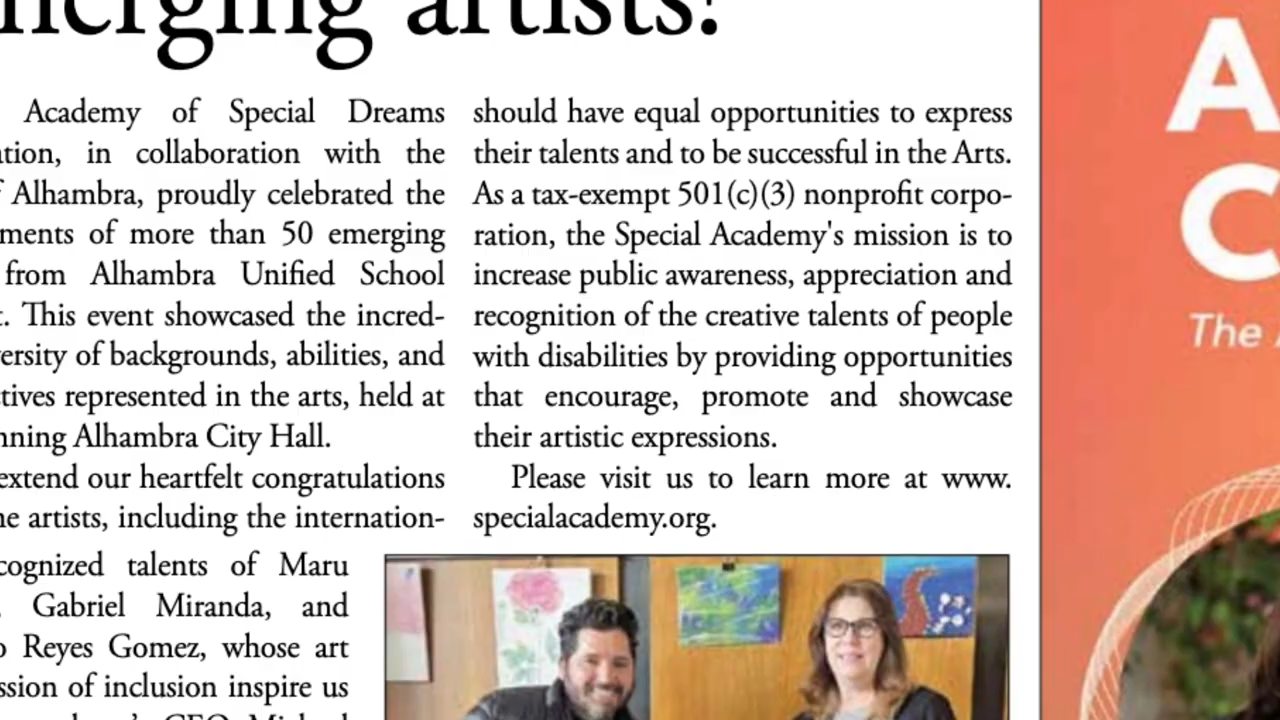 merging artists!
Academy of Special Dreams
ation, in collaboration with the
f Alhambra, proudly celebrated the
ments of more than 50 emerging
from Alhambra Unified School
t. This event showcased the incred-
versity of backgrounds, abilities, and
ctives represented in the arts, held at
nning Alhambra City Hall.
extend our heartfelt congratulations
he artists, including the internation-
cognized talents of Maru
, Gabriel Miranda, and
o Reyes Gomez, whose art
ssion of inclusion inspire us
should have equal opportunities to express
their talents and to be successful in the Arts.
As a tax-exempt 501(c)(3) nonprofit corpo-
ration, the Special Academy's mission is to
increase public awareness, appreciation and
recognition of the creative talents of people
with disabilities by providing opportunities
that encourage, promote and showcase
their artistic expressions.
Please visit us to learn more at www.
specialacademy.org.
A
C
The